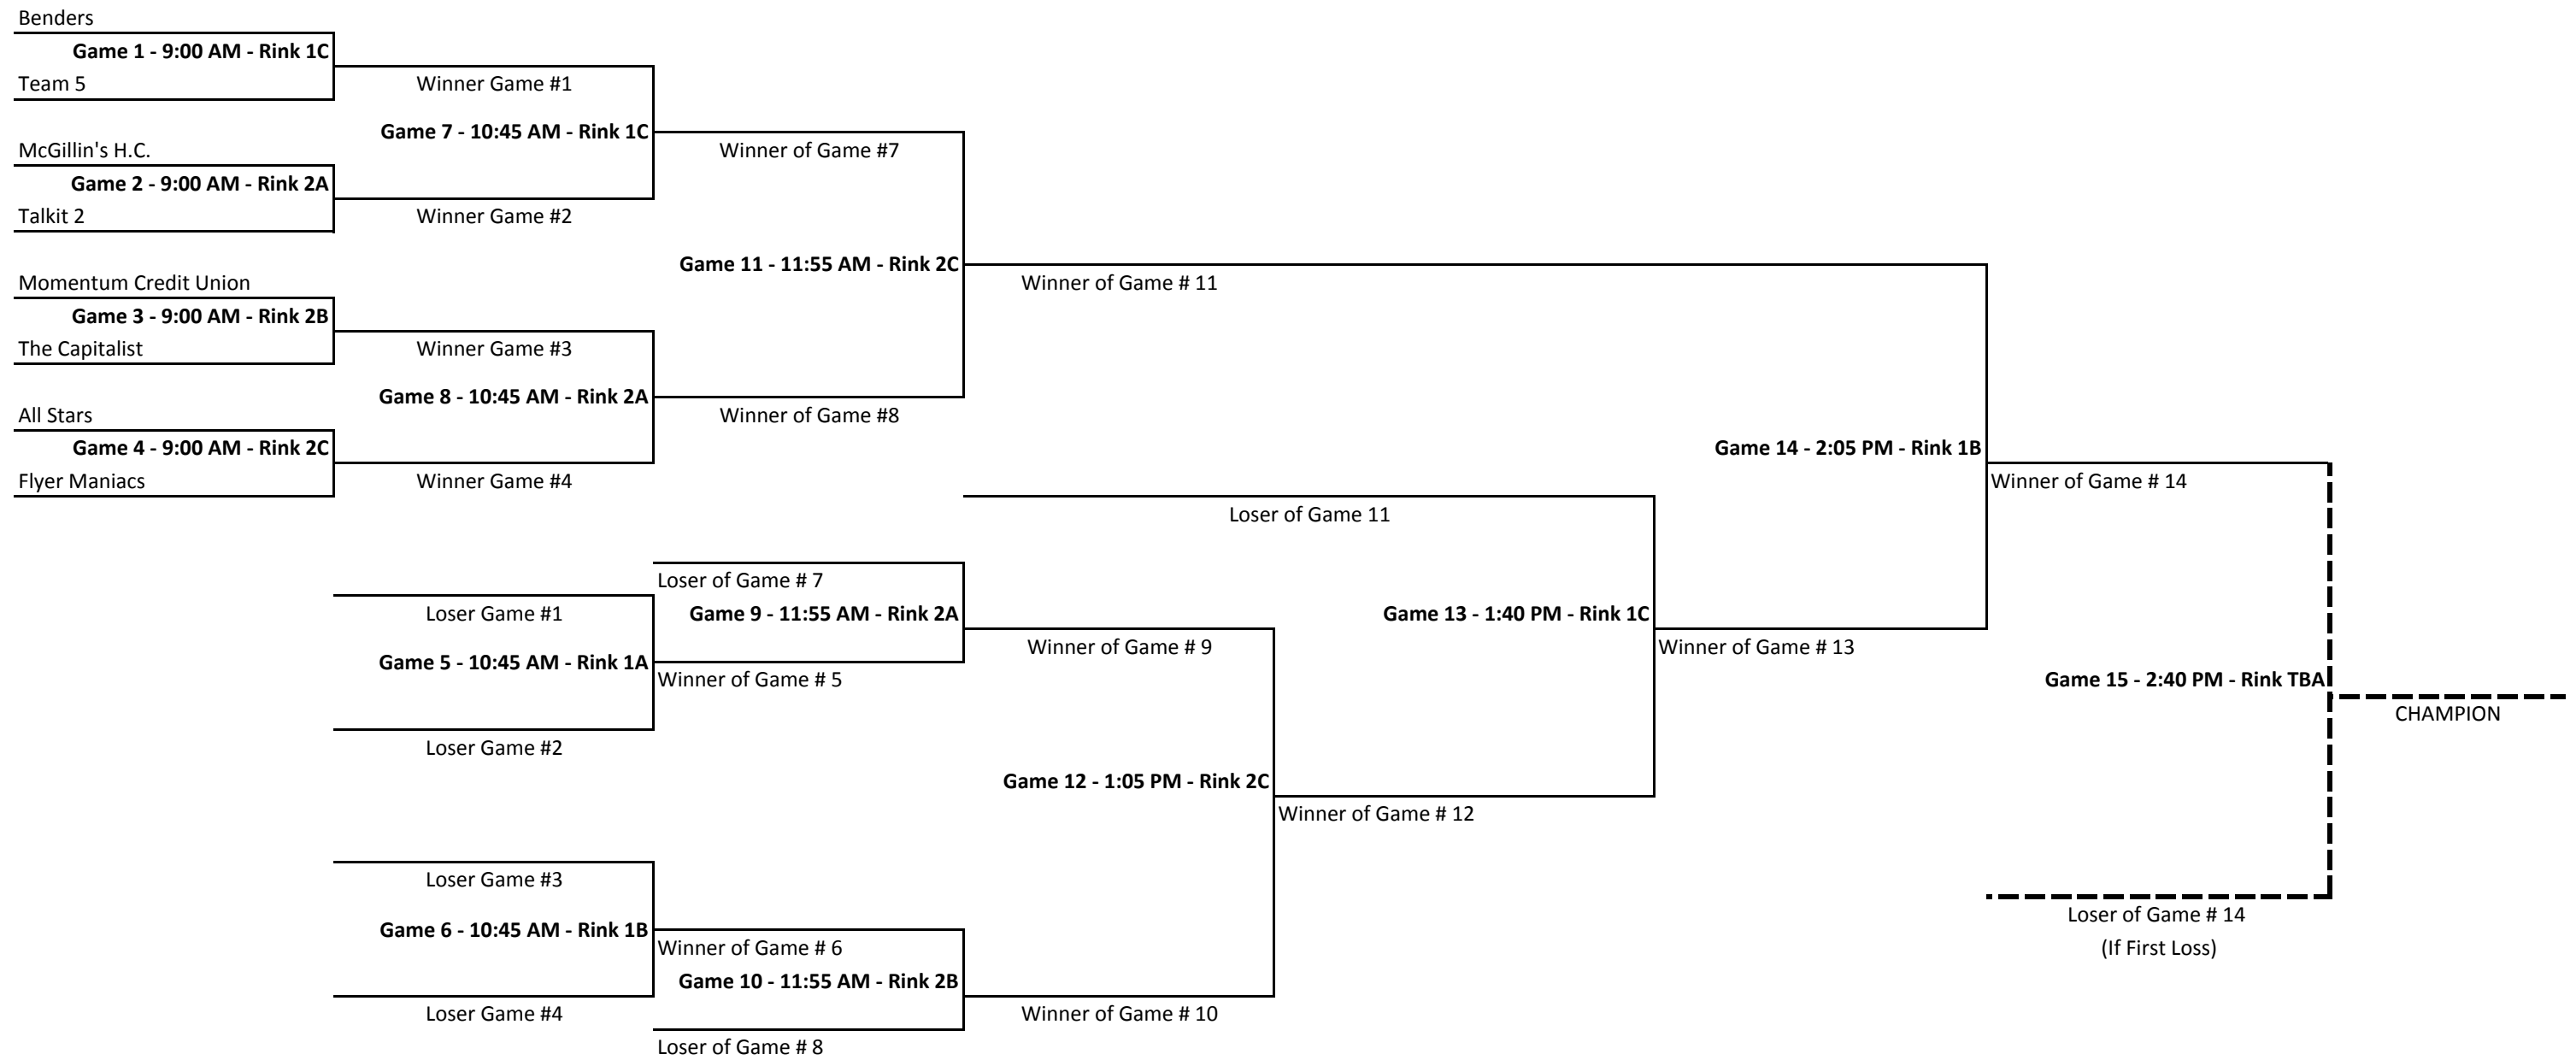 Benders
Game 1 - 9:00 AM - Rink 1C
Team 5
Winner Game #1
Game 7 - 10:45 AM - Rink 1C
McGillin's H.C.
Game 2 - 9:00 AM - Rink 2A
Talkit 2
Winner Game #2
Winner of Game #7
Game 11 - 11:55 AM - Rink 2C
Winner of Game # 11
Momentum Credit Union
Game 3 - 9:00 AM - Rink 2B
The Capitalist
Winner Game #3
Game 8 - 10:45 AM - Rink 2A
Winner of Game #8
All Stars
Game 4 - 9:00 AM - Rink 2C
Flyer Maniacs
Winner Game #4
Game 14 - 2:05 PM - Rink 1B
Winner of Game # 14
Loser of Game 11
Loser of Game # 7
Loser Game #1
Game 9 - 11:55 AM - Rink 2A
Game 13 - 1:40 PM - Rink 1C
Winner of Game # 9
Winner of Game # 13
Game 5 - 10:45 AM - Rink 1A
Winner of Game # 5
Game 15 - 2:40 PM - Rink TBA
CHAMPION
Loser Game #2
Game 12 - 1:05 PM - Rink 2C
Winner of Game # 12
Loser Game #3
Game 6 - 10:45 AM - Rink 1B
Winner of Game # 6
Loser of Game # 14
(If First Loss)
Game 10 - 11:55 AM - Rink 2B
Loser Game #4
Winner of Game # 10
Loser of Game # 8